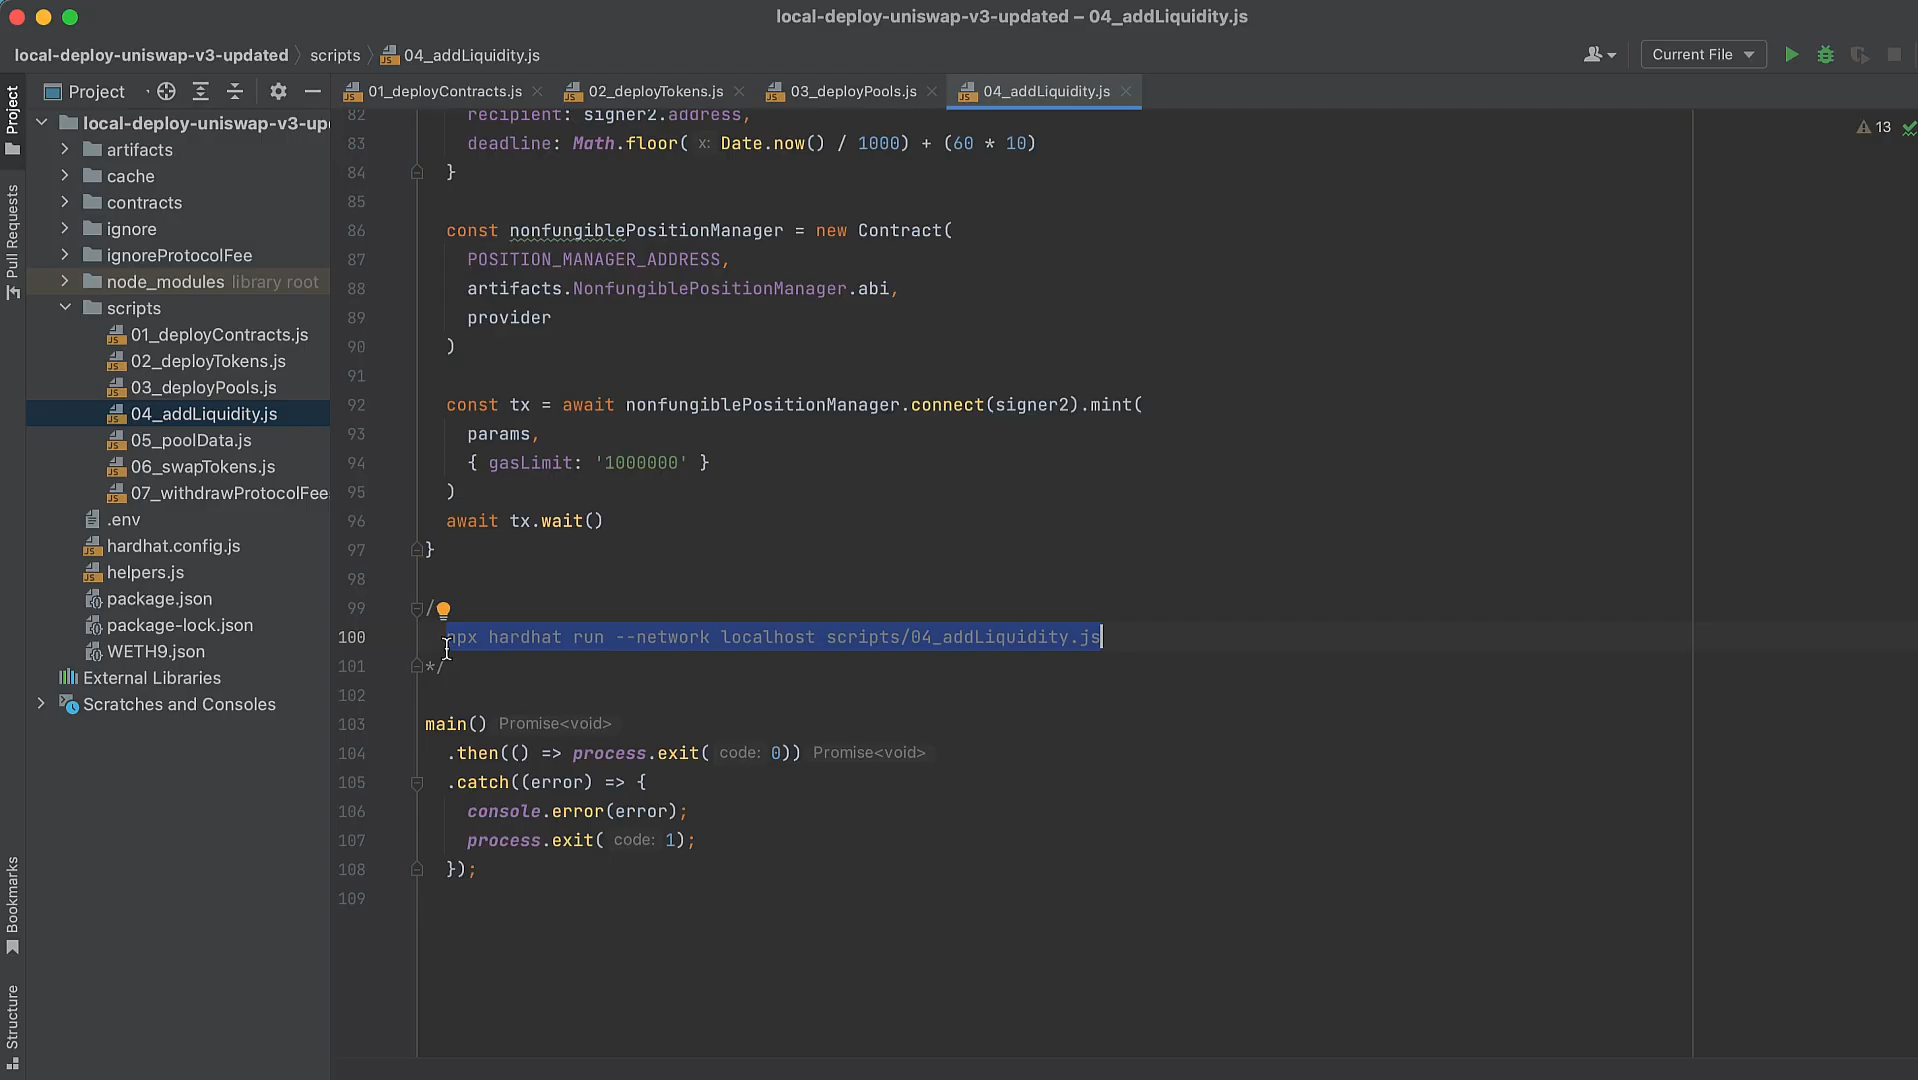 local-deploy-uniswap-v3-updated – 04_addLiquidity.js
local-deploy-uniswap-v3-updated
scripts
04_addLiquidity.js
Current File
Project
01_deployContracts.js
02_deployTokens.js
03_deployPools.js
04_addLiquidity.js
Project
Pull Requests
Bookmarks
Structure
local-deploy-uniswap-v3-up
artifacts
cache
contracts
ignore
ignoreProtocolFee
node_modules library root
scripts
01_deployContracts.js
02_deployTokens.js
03_deployPools.js
04_addLiquidity.js
05_poolData.js
06_swapTokens.js
07_withdrawProtocolFee
.env
hardhat.config.js
helpers.js
package.json
package-lock.json
WETH9.json
External Libraries
Scratches and Consoles
13
82 recipient: signer2.address,
83 deadline: Math.floor( x: Date.now() / 1000) + (60 * 10)
84 }
85
86 const nonfungiblePositionManager = new Contract(
87 POSITION_MANAGER_ADDRESS,
88 artifacts.NonfungiblePositionManager.abi,
89 provider
90 )
91
92 const tx = await nonfungiblePositionManager.connect(signer2).mint(
93 params,
94 { gasLimit: '1000000' }
95 )
96 await tx.wait()
97 }
98
99 /
100 npx hardhat run --network localhost scripts/04_addLiquidity.js
101 */
102
103 main() Promise<void>
104 .then(() => process.exit( code: 0)) Promise<void>
105 .catch((error) => {
106 console.error(error);
107 process.exit( code: 1);
108 });
109